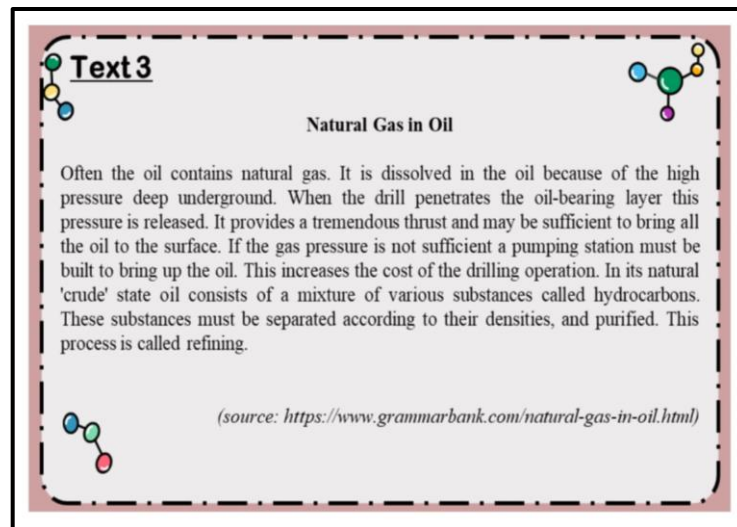 Text 3
Natural Gas in Oil
Often the oil contains natural gas. It is dissolved in the oil because of the high
pressure deep underground. When the drill penetrates the oil-bearing layer this
pressure is released. It provides a tremendous thrust and may be sufficient to bring all
the oil to the surface. If the gas pressure is not sufficient a pumping station must be
built to bring up the oil. This increases the cost of the drilling operation. In its natural
'crude' state oil consists of a mixture of various substances called hydrocarbons.
These substances must be separated according to their densities, and purified. This
process is called refining.
(source: https://www.grammarbank.com/natural-gas-in-oil.html)